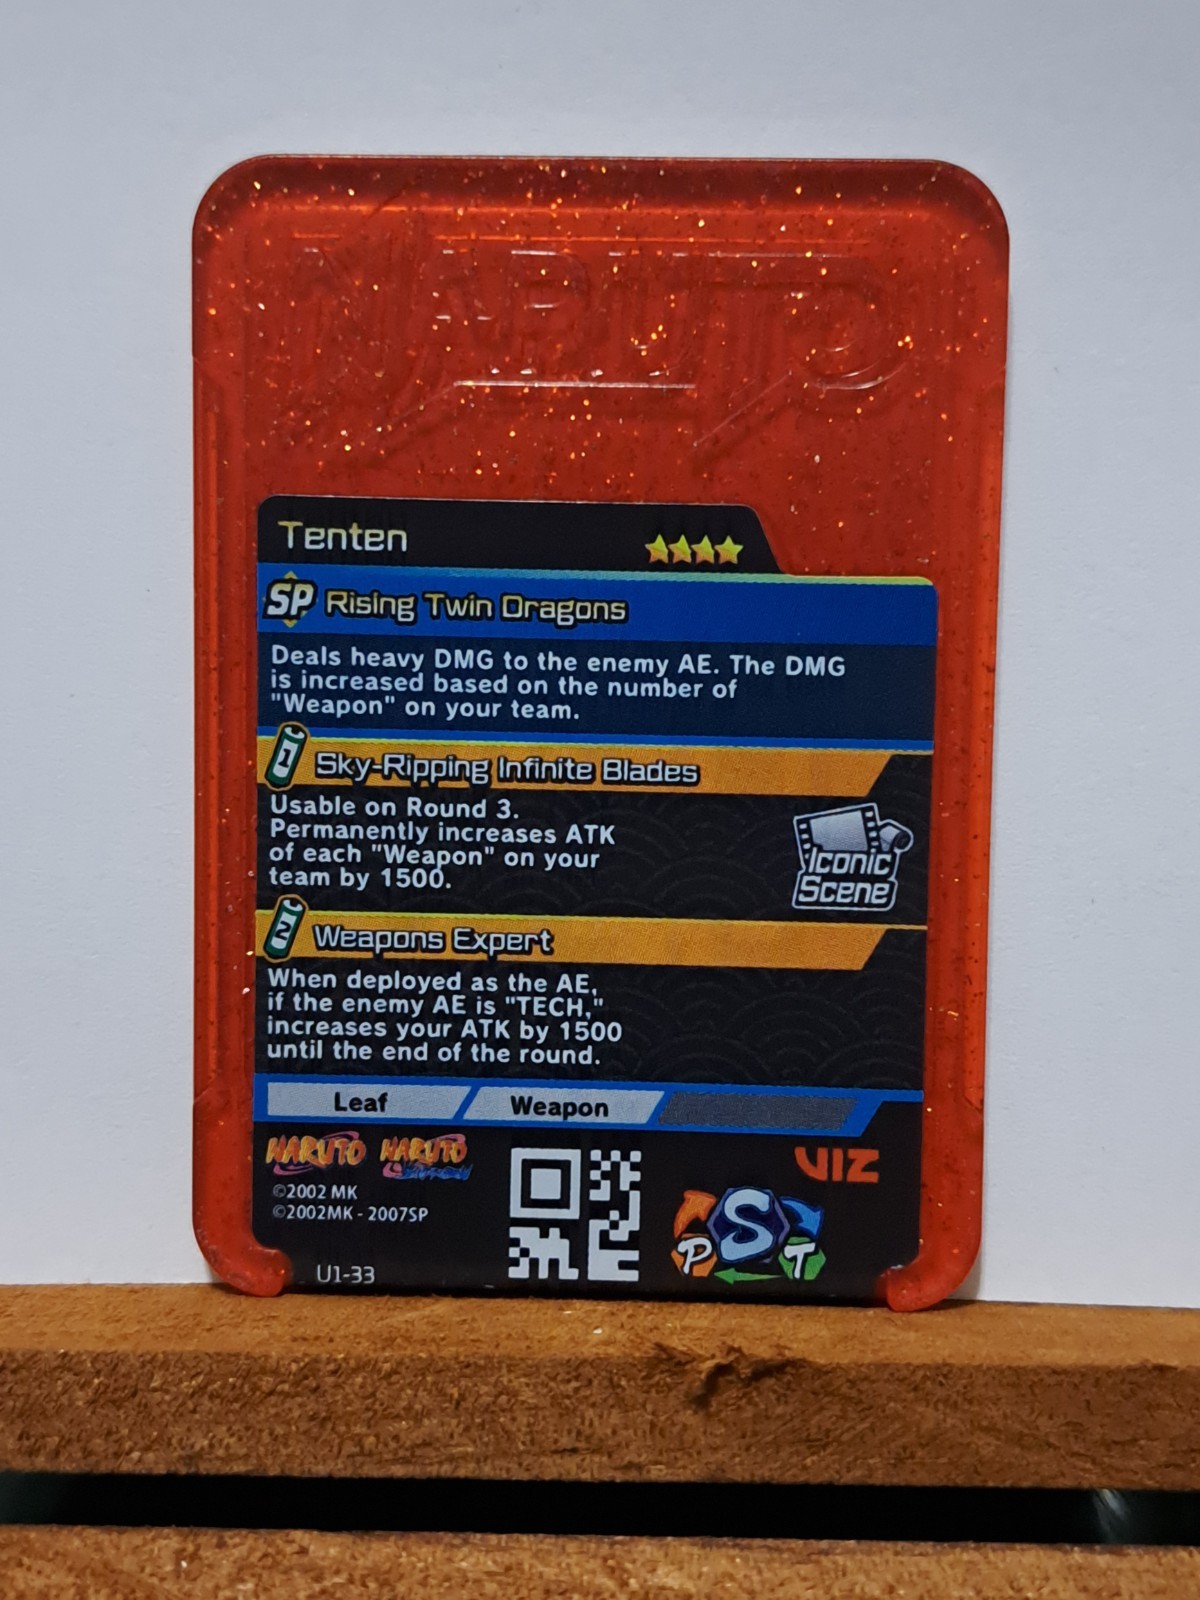 NARUTO
Tenten
SP Rising Twin Dragons
Deals heavy DMG to the enemy AE. The DMG
is increased based on the number of
"Weapon" on your team.
1 Sky-Ripping Infinite Blades
Usable on Round 3.
Permanently increases ATK
of each "Weapon" on your
team by 1500.
Iconic
Scene
2 Weapons Expert
When deployed as the AE,
if the enemy AE is "TECH,"
increases your ATK by 1500
until the end of the round.
Leaf Weapon
NARUTO NARUTO
VIZ
©2002 MK
©2002MK - 2007SP
P S T
U1-33